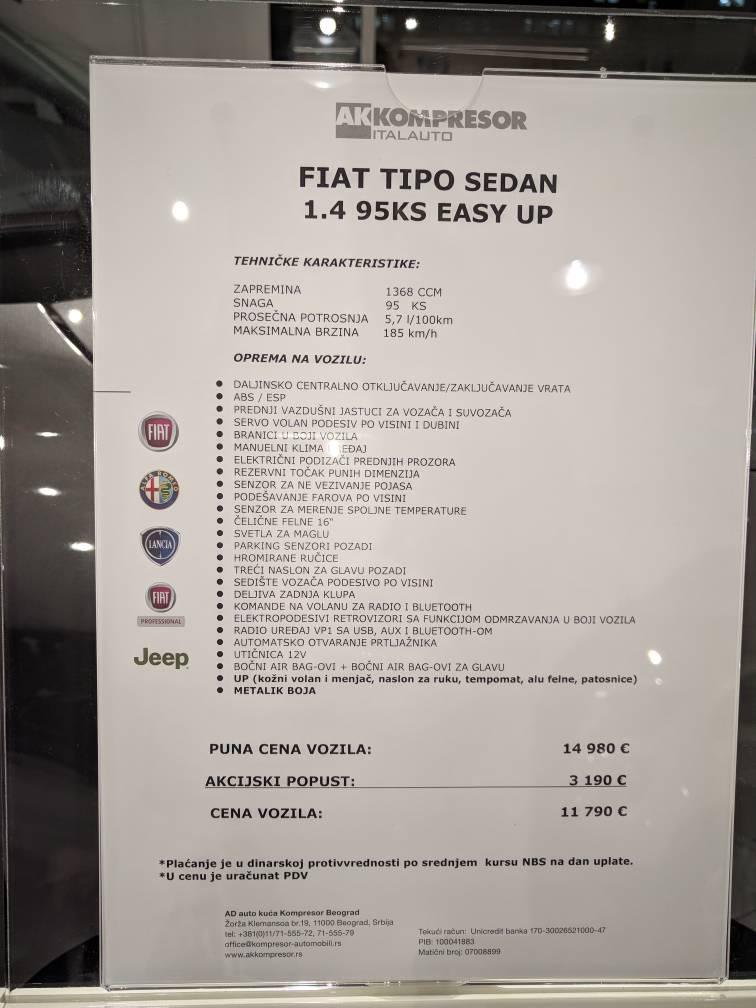 AKKOMPRESOR
ITALAUTO
FIAT TIPO SEDAN
1.4 95KS EASY UP
TEHNIČKE KARAKTERISTIKE:
ZAPREMINA 1368 CCM
SNAGA 95 KS
PROSEČNA POTROSNJA 5,7 l/100km
MAKSIMALNA BRZINA 185 km/h
OPREMA NA VOZILU:
DALJINSKO CENTRALNO OTKLJUČAVANJE/ZAKLJUČAVANJE VRATA
ABS / ESP
PREDNJI VAZDUŠNI JASTUCI ZA VOZAČA I SUVOZAČA
SERVO VOLAN PODESIV PO VISINI I DUBINI
BRANICI U BOJI VOZILA
MANUELNI KLIMA
ELEKTRIČNI PODIZAČI PREDNJIH PROZORA
REZERVNI TOČAK PUNIH DIMENZIJA
SENZOR ZA NE VEZIVANJE POJASA
PODEŠAVANJE FAROVA PO VISINI
SENZOR ZA MERENJE SPOLJNE TEMPERATURE
ČELIČNE FELNE 16“
SVETLA ZA MAGLU
PARKING SENZORI POZADI
HROMIRANE RUČICE
TREĆI NASLON ZA GLAVU POZADI
SEDIŠTE VOZAČA PODESIVO PO VISINI
DELJIVA ZADNJA KLUPA
KOMANDE NA VOLANU ZA RADIO I BLUETOOTH
ELEKTROPODESIVI RETROVIZORI SA FUNKCIJOM ODMRZAVANJA U BOJI VOZILA
RADIO UREĐAJ VP1 SA USB, AUX I BLUETOOTH-OM
AUTOMATSKO OTVARANJE PRTLJAŽNIKA
UTIČNICA 12V
BOČNI AIR BAG-OVI + BOČNI AIR BAG-OVI ZA GLAVU
UP (kožni volan i menjač, naslon za ruku, tempomat, alu felne, patosnice)
METALIK BOJA
FIAT
ALFA ROMEO
LANCIA
FIAT
PROFESSIONAL
Jeep
PUNA CENA VOZILA: 14 980 €
AKCIJSKI POPUST: 3 190 €
CENA VOZILA: 11 790 €
*Plaćanje je u dinarskoj protivvrednosti po srednjem kursu NBS na dan uplate.
*U cenu je uračunat PDV
AD auto kuća Kompresor Beograd
Žorža Klemansoa br.19, 11000 Beograd, Srbija
tel: +381(0)11/71-555-72, 71-555-79
office@kompresor-automobili.rs
www.akkompresor.rs
Tekući račun: Unicredit banka 170-30026521000-47
PIB: 100041883
Matični broj: 07008899